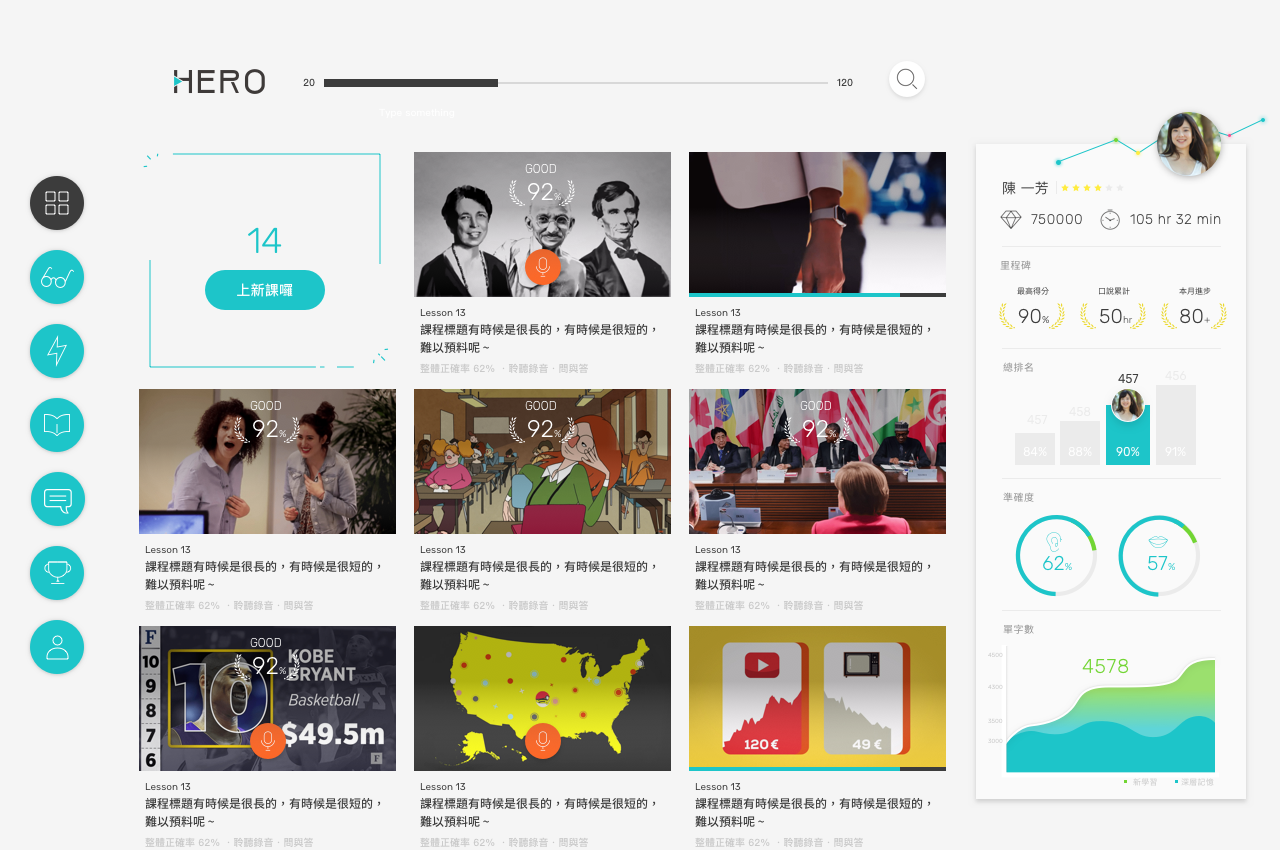 HERO
20
120
Type something
14
上新課囉
GOOD
92%
Lesson 13
課程標題有時候是很長的，有時候是很短的，
難以預料呢 ~
整體正確率 62% ・聆聽錄音・問與答
Lesson 13
課程標題有時候是很長的，有時候是很短的，
難以預料呢 ~
整體正確率 62% ・聆聽錄音・問與答
GOOD
92%
Lesson 13
課程標題有時候是很長的，有時候是很短的，
難以預料呢 ~
整體正確率 62% ・聆聽錄音・問與答
GOOD
92%
Lesson 13
課程標題有時候是很長的，有時候是很短的，
難以預料呢 ~
整體正確率 62% ・聆聽錄音・問與答
GOOD
92%
Lesson 13
課程標題有時候是很長的，有時候是很短的，
難以預料呢 ~
整體正確率 62% ・聆聽錄音・問與答
F
10
9
8
7
6
10
GOOD
92%
KOBE
BRYANT
Basketball
$49.5m
F
Lesson 13
課程標題有時候是很長的，有時候是很短的，
難以預料呢 ~
整體正確率 62% ・聆聽錄音・問與答
Lesson 13
課程標題有時候是很長的，有時候是很短的，
難以預料呢 ~
整體正確率 62% ・聆聽錄音・問與答
120 €
49 €
Lesson 13
課程標題有時候是很長的，有時候是很短的，
難以預料呢 ~
整體正確率 62% ・聆聽錄音・問與答
陳 一芳
750000
105 hr 32 min
里程碑
最高得分
90%
口說累計
50hr
本月進步
80+
總排名
457
458
457
456
84%
88%
90%
91%
準確度
62%
57%
單字數
4578
4800
4300
3800
3300
新學習
深層記憶